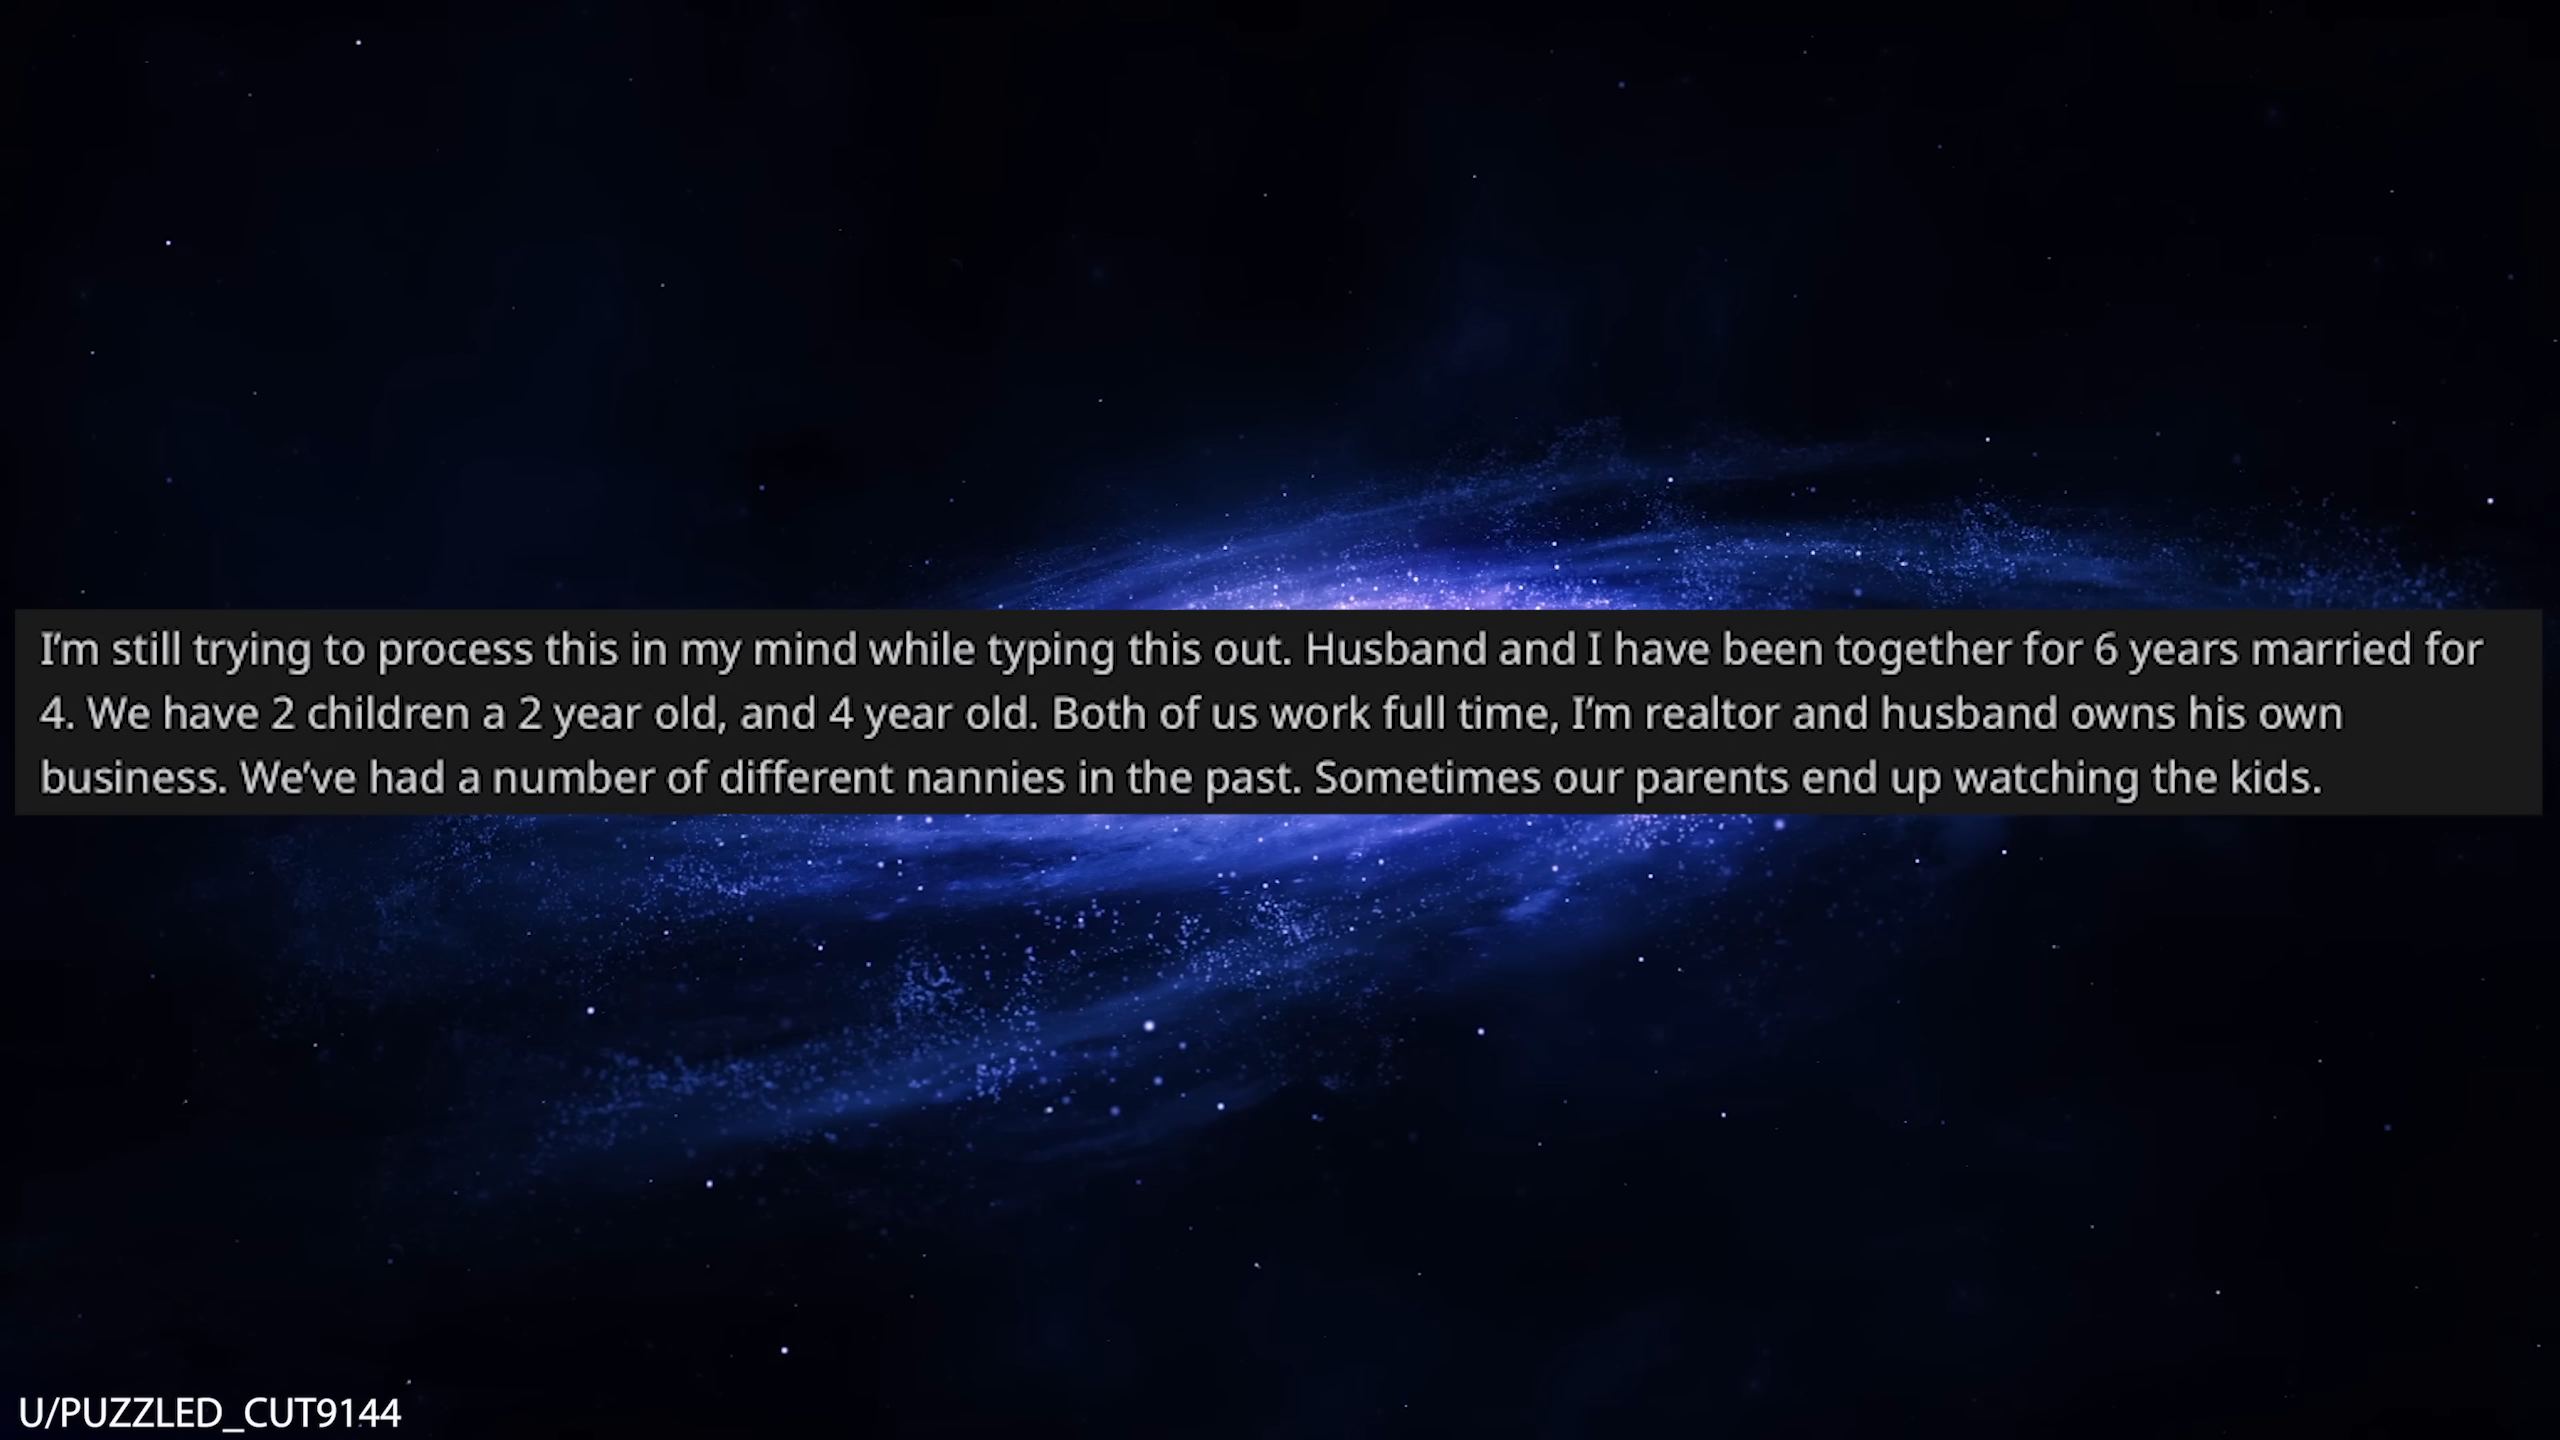 I’m still trying to process this in my mind while typing this out. Husband and I have been together for 6 years married for
4. We have 2 children a 2 year old, and 4 year old. Both of us work full time, I’m realtor and husband owns his own
business. We’ve had a number of different nannies in the past. Sometimes our parents end up watching the kids.
U/PUZZLED_CUT9144